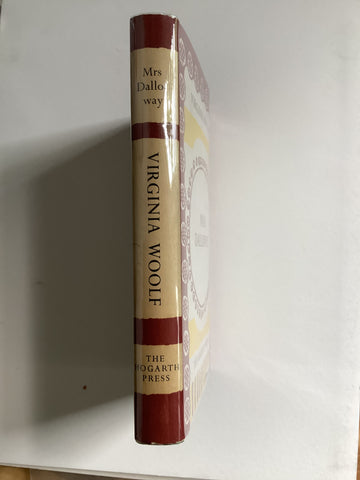 Mrs
Dallo-
way
VIRGINIA WOOLF
THE
HOGARTH
PRESS